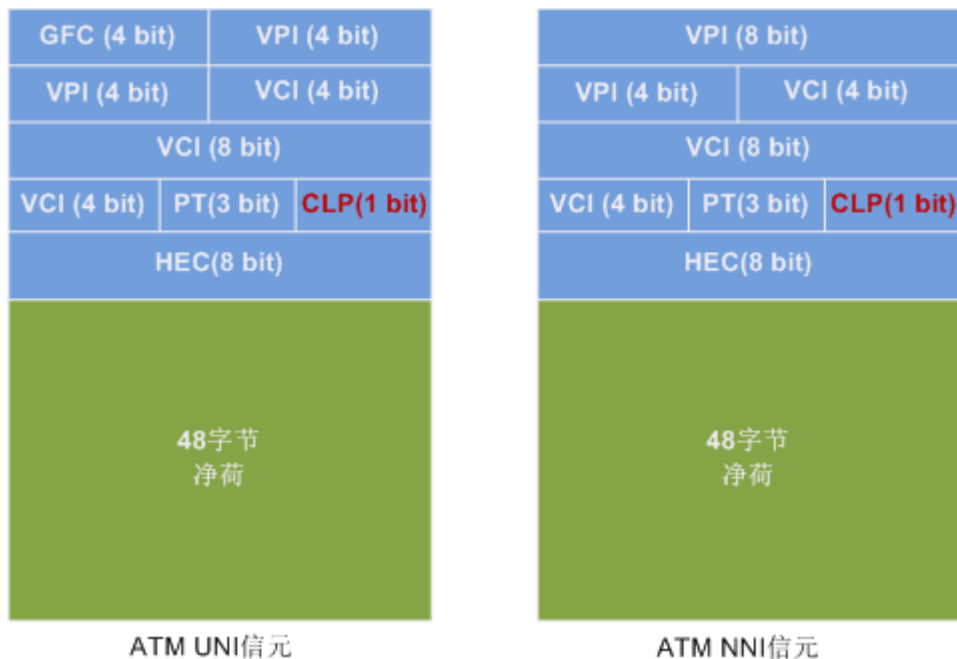 GFC (4 bit) VPI (4 bit)
VPI (4 bit) VCI (4 bit)
VCI (8 bit)
VCI (4 bit) PT(3 bit) CLP(1 bit)
HEC(8 bit)
48字节
净荷
ATM UNI信元
VPI (8 bit)
VPI (4 bit) VCI (4 bit)
VCI (8 bit)
VCI (4 bit) PT(3 bit) CLP(1 bit)
HEC(8 bit)
48字节
净荷
ATM NNI信元